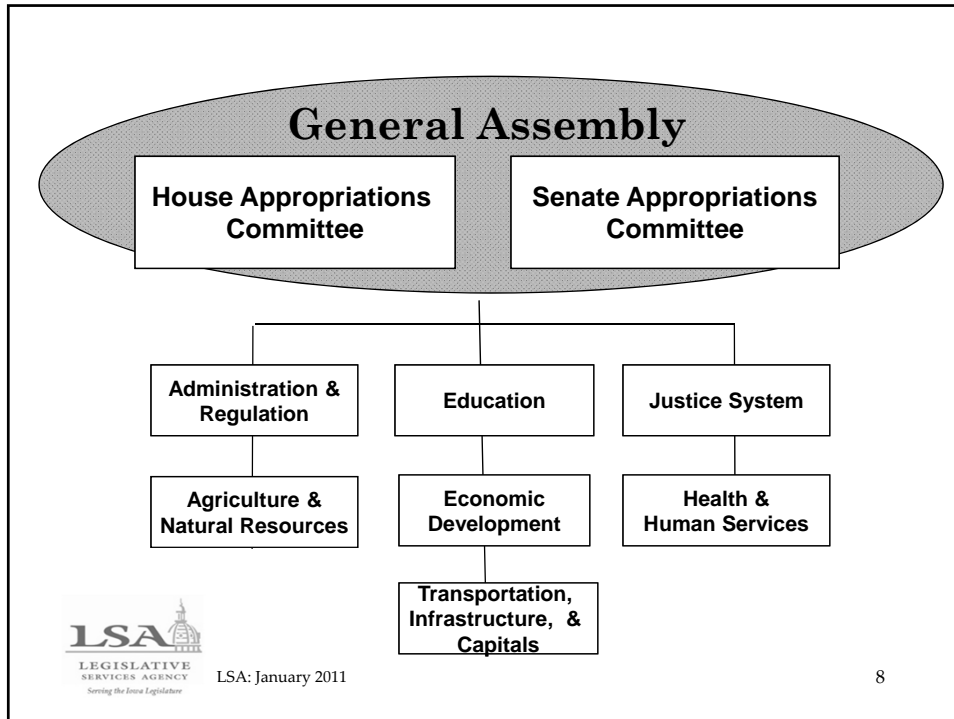 General Assembly
House Appropriations
Committee
Senate Appropriations
Committee
Administration &
Regulation
Education
Justice System
Agriculture &
Natural Resources
Economic
Development
Health &
Human Services
Transportation,
Infrastructure, &
Capitals
LSA
LEGISLATIVE
SERVICES AGENCY
Serving the Iowa Legislature
LSA: January 2011
8